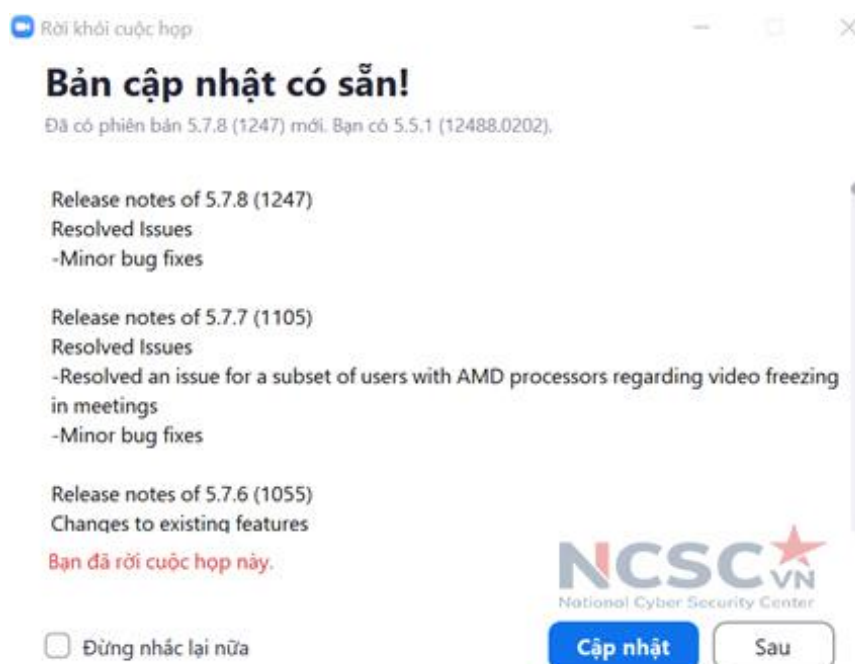 Rời khỏi cuộc họp
Bản cập nhật có sẵn!
Đã có phiên bản 5.7.8 (1247) mới. Bạn có 5.5.1 (12488.0202).
Release notes of 5.7.8 (1247)
Resolved Issues
-Minor bug fixes
Release notes of 5.7.7 (1105)
Resolved Issues
-Resolved an issue for a subset of users with AMD processors regarding video freezing
in meetings
-Minor bug fixes
Release notes of 5.7.6 (1055)
Changes to existing features
Bạn đã rời cuộc họp này.
NCSC VN
National Cyber Security Center
Đừng nhắc lại nữa
Cập nhật
Sau